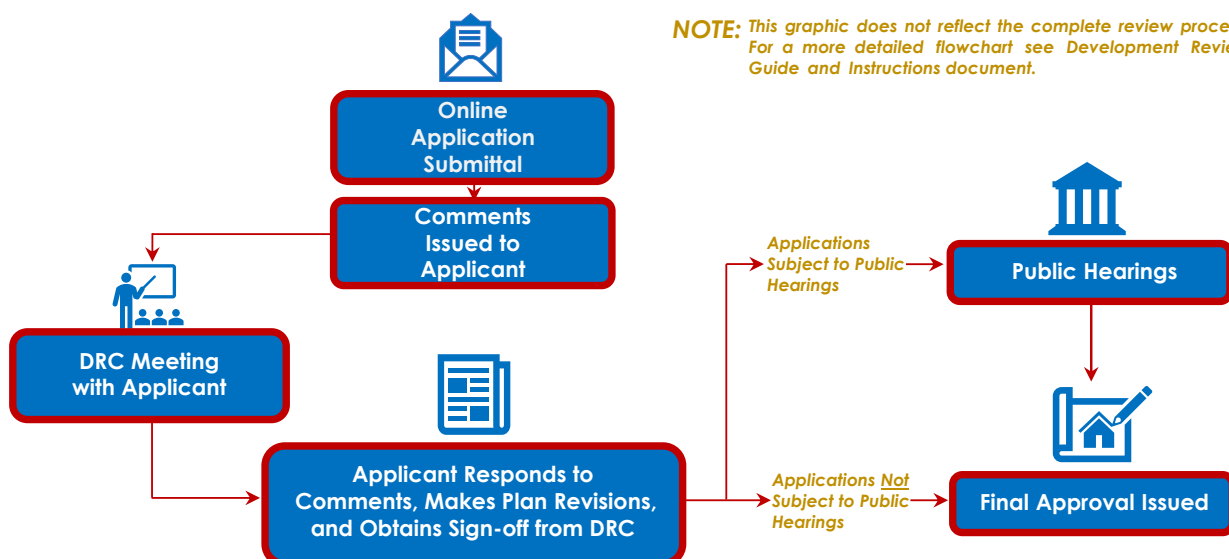 NOTE: This graphic does not reflect the complete review
For a more detailed flowchart see Development
Guide and Instructions document.
Online
Application
Submittal
Comments
Issued to
Applicant
DRC Meeting
with Applicant
Applicant Responds to
Comments, Makes Plan Revisions,
and Obtains Sign-off from DRC
Applications
Subject to Public
Hearings
Public Hearings
Applications Not
Subject to Public
Hearings
Final Approval Issued